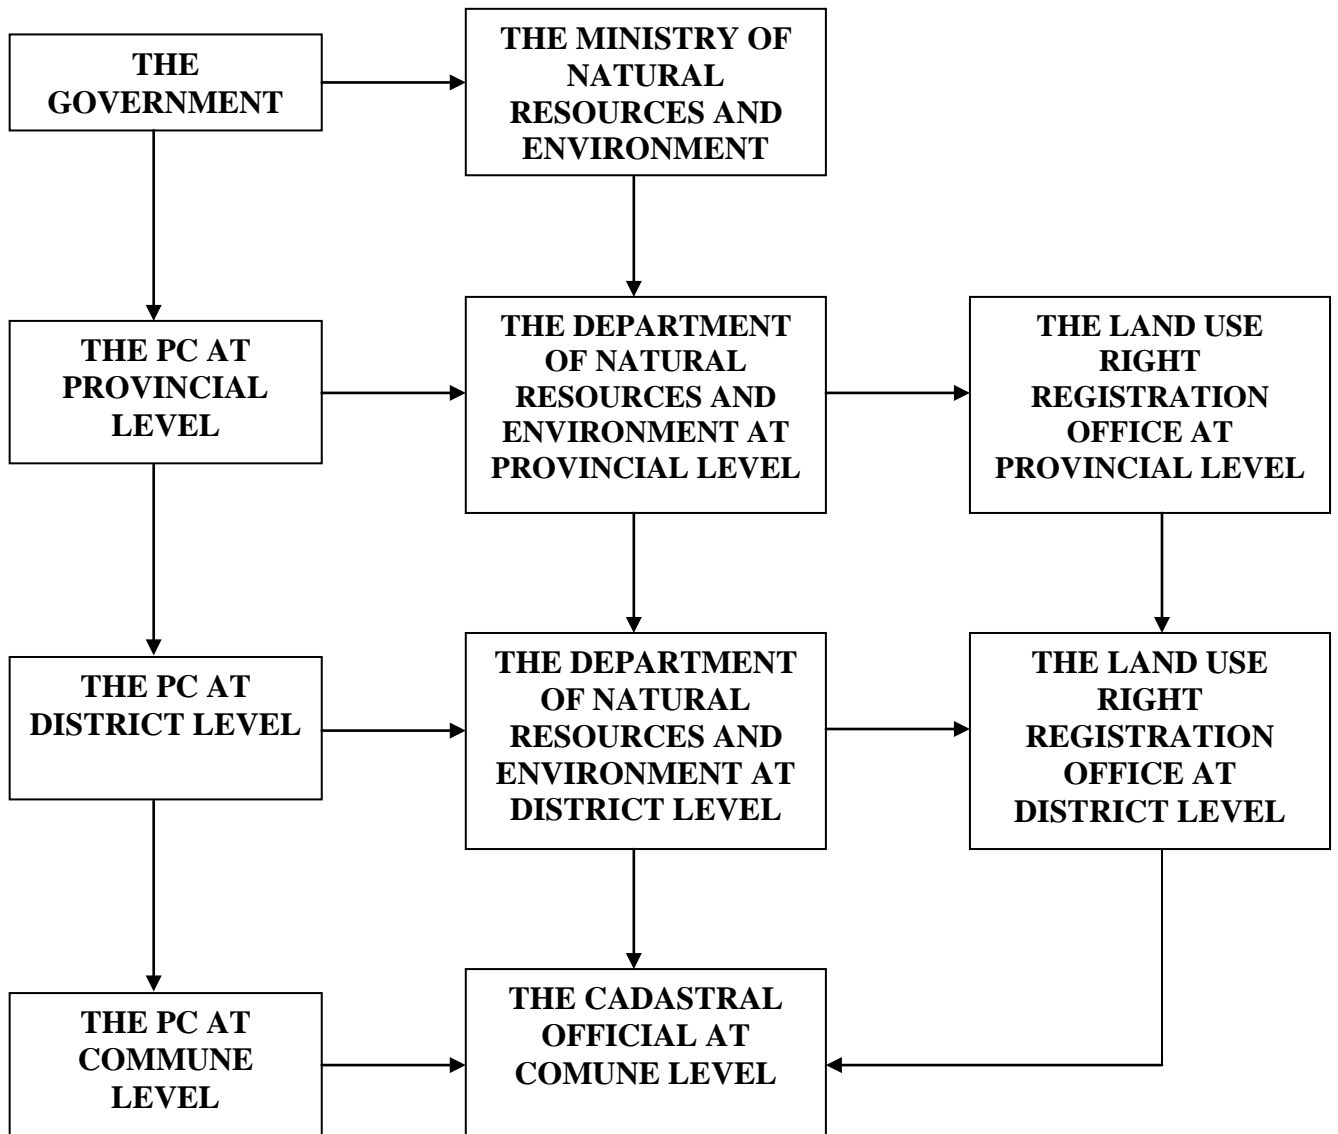 THE
GOVERNMENT
THE MINISTRY OF
NATURAL
RESOURCES AND
ENVIRONMENT
THE PC AT
PROVINCIAL
LEVEL
THE DEPARTMENT
OF NATURAL
RESOURCES AND
ENVIRONMENT AT
PROVINCIAL LEVEL
THE LAND USE
RIGHT
REGISTRATION
OFFICE AT
PROVINCIAL LEVEL
THE PC AT
DISTRICT LEVEL
THE DEPARTMENT
OF NATURAL
RESOURCES AND
ENVIRONMENT AT
DISTRICT LEVEL
THE LAND USE
RIGHT
REGISTRATION
OFFICE AT
DISTRICT LEVEL
THE PC AT
COMMUNE
LEVEL
THE CADASTRAL
OFFICIAL AT
COMUNE LEVEL